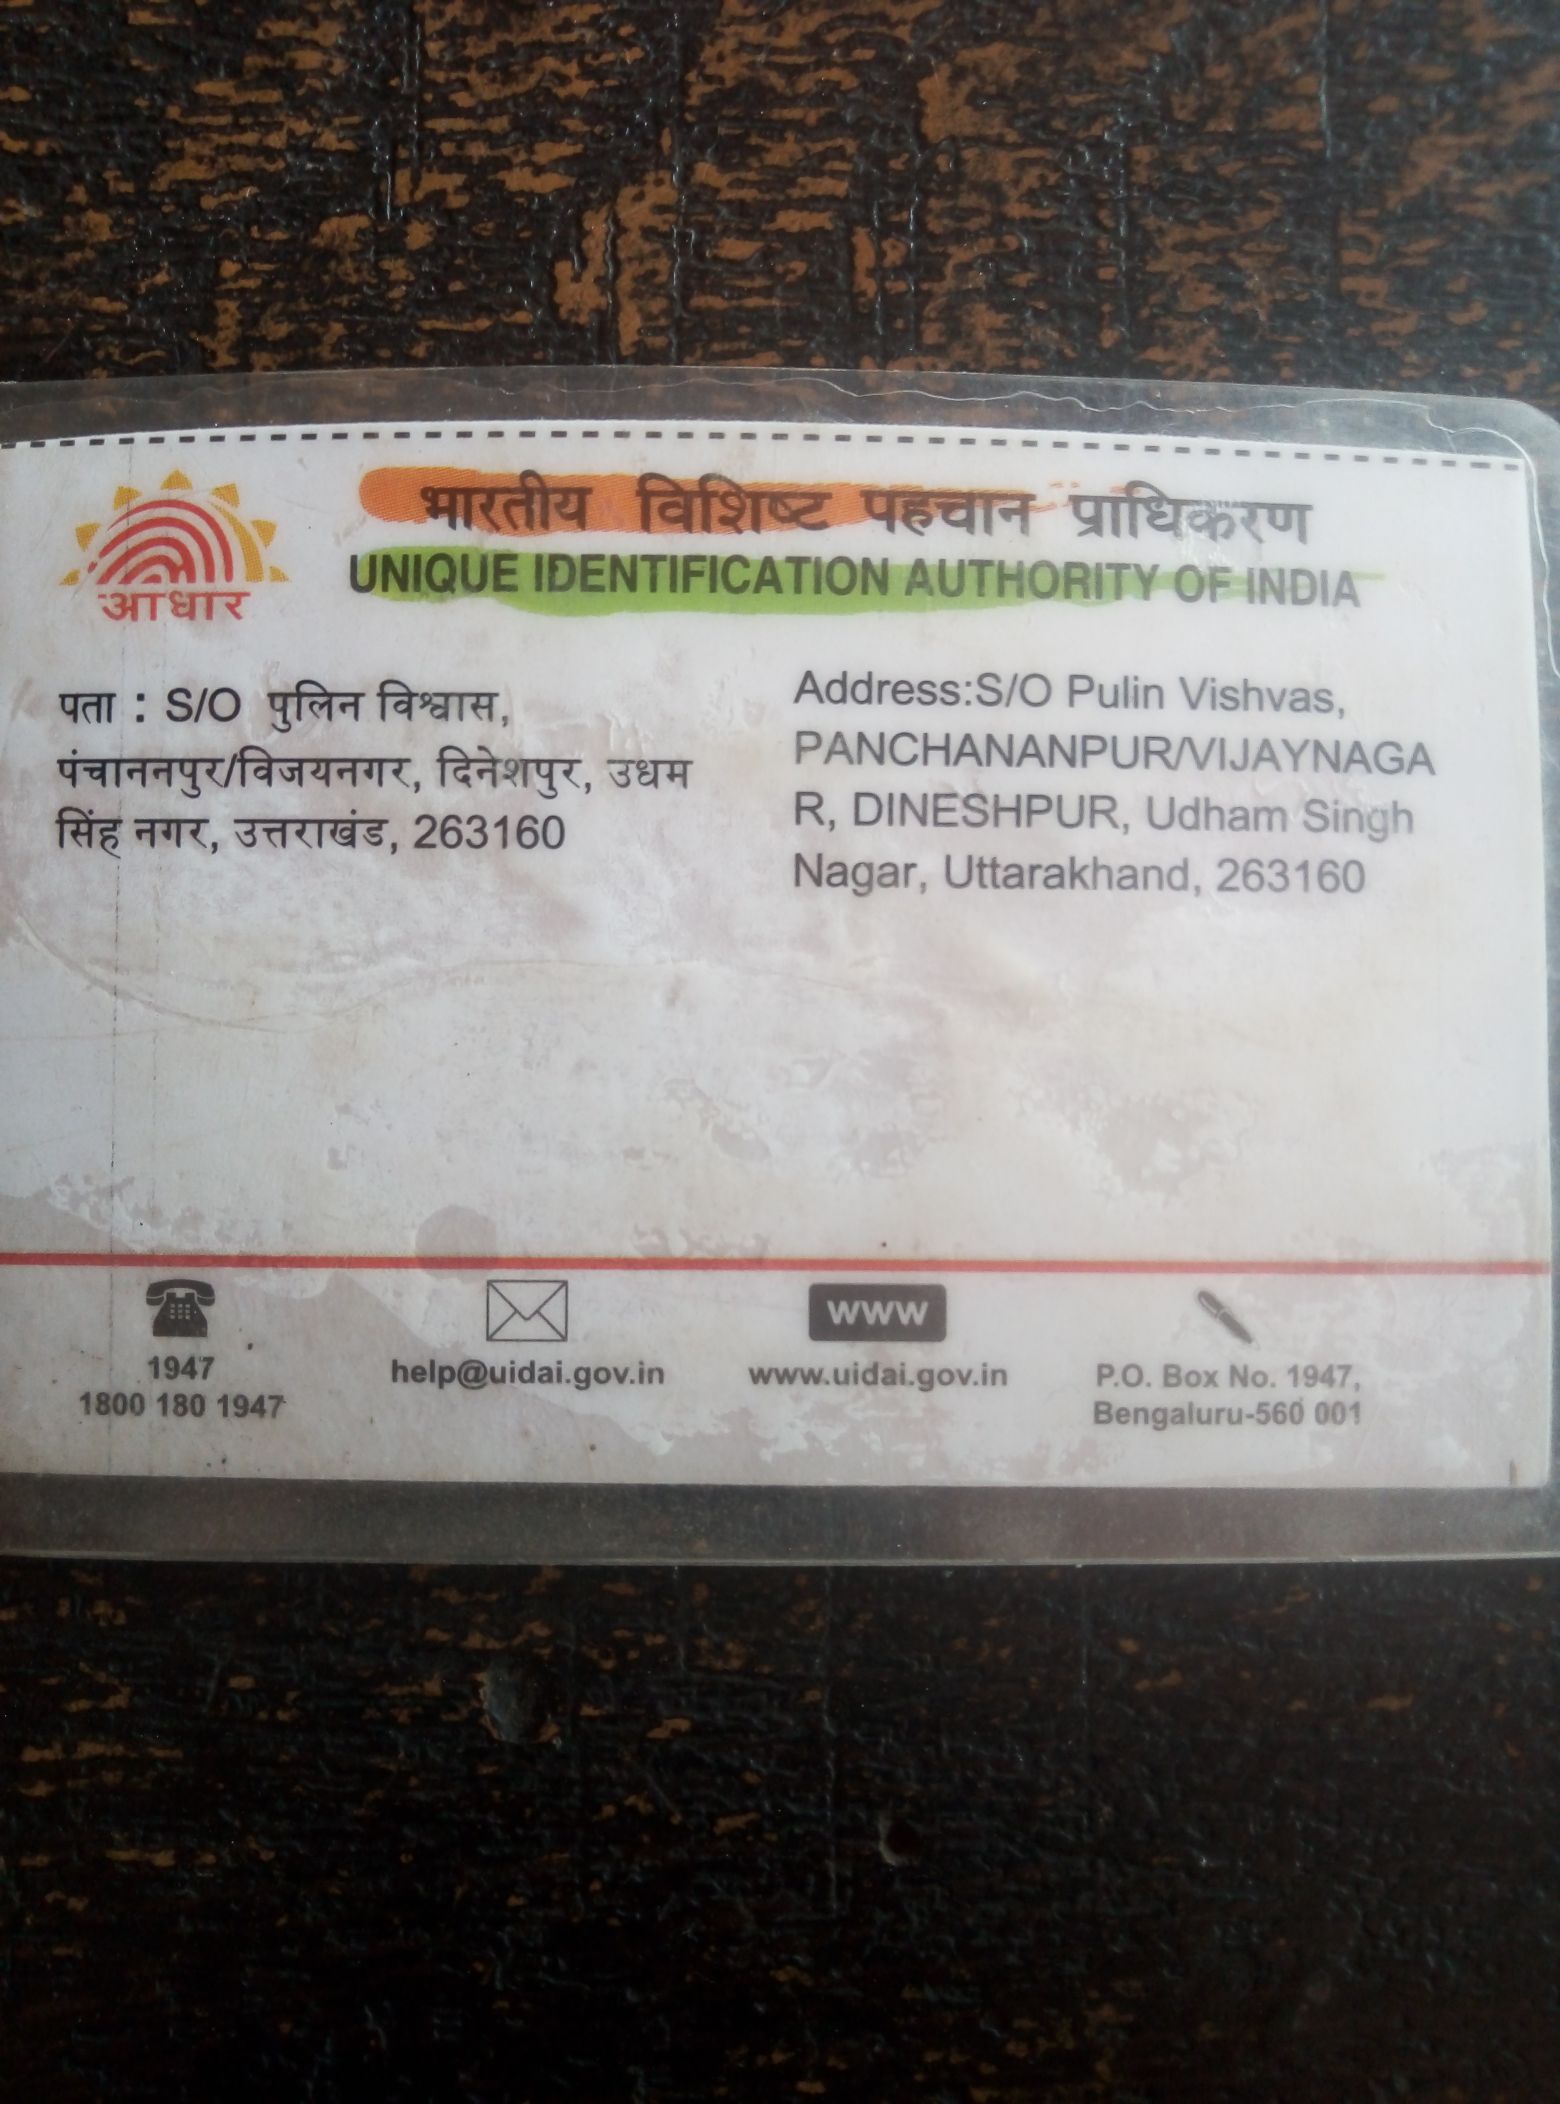 आधार
भारतीय विशिष्ट पहचान प्राधिकरण
UNIQUE IDENTIFICATION AUTHORITY OF INDIA
पता : S/O पुलिन विश्वास,
पंचाननपुर/विजयनगर, दिनेशपुर, उधम
सिंह नगर, उत्तराखंड, 263160
Address:S/O Pulin Vishvas,
PANCHANANPUR/VIJAYNAGA
R, DINESHPUR, Udham Singh
Nagar, Uttarakhand, 263160
1947
1800 180 1947
help@uidai.gov.in
www
www.uidai.gov.in
P.O. Box No. 1947,
Bengaluru-560 001